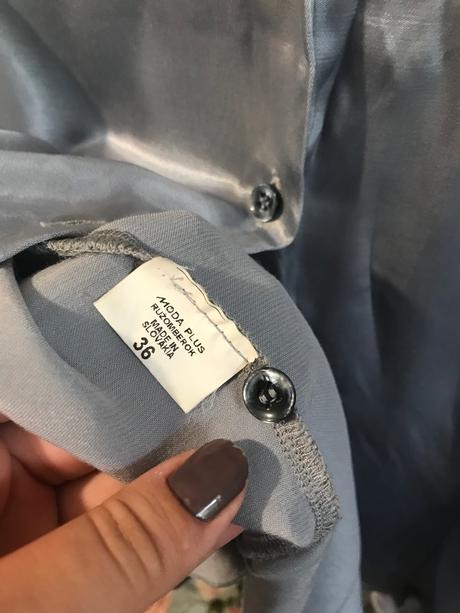 MODA PLUS
RUZOMBEROK
MADE IN
SLOVAKIA
36